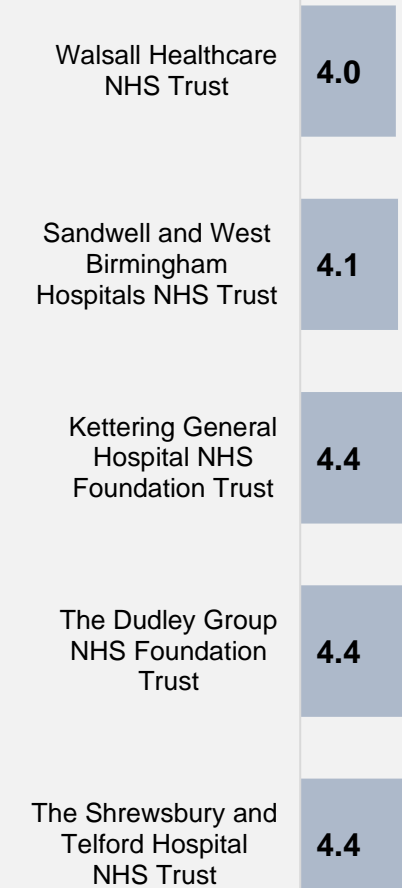 Walsall Healthcare
NHS Trust
4.0
Sandwell and West
Birmingham
Hospitals NHS Trust
4.1
Kettering General
Hospital NHS
Foundation Trust
4.4
The Dudley Group
NHS Foundation
Trust
4.4
The Shrewsbury and
Telford Hospital
NHS Trust
4.4